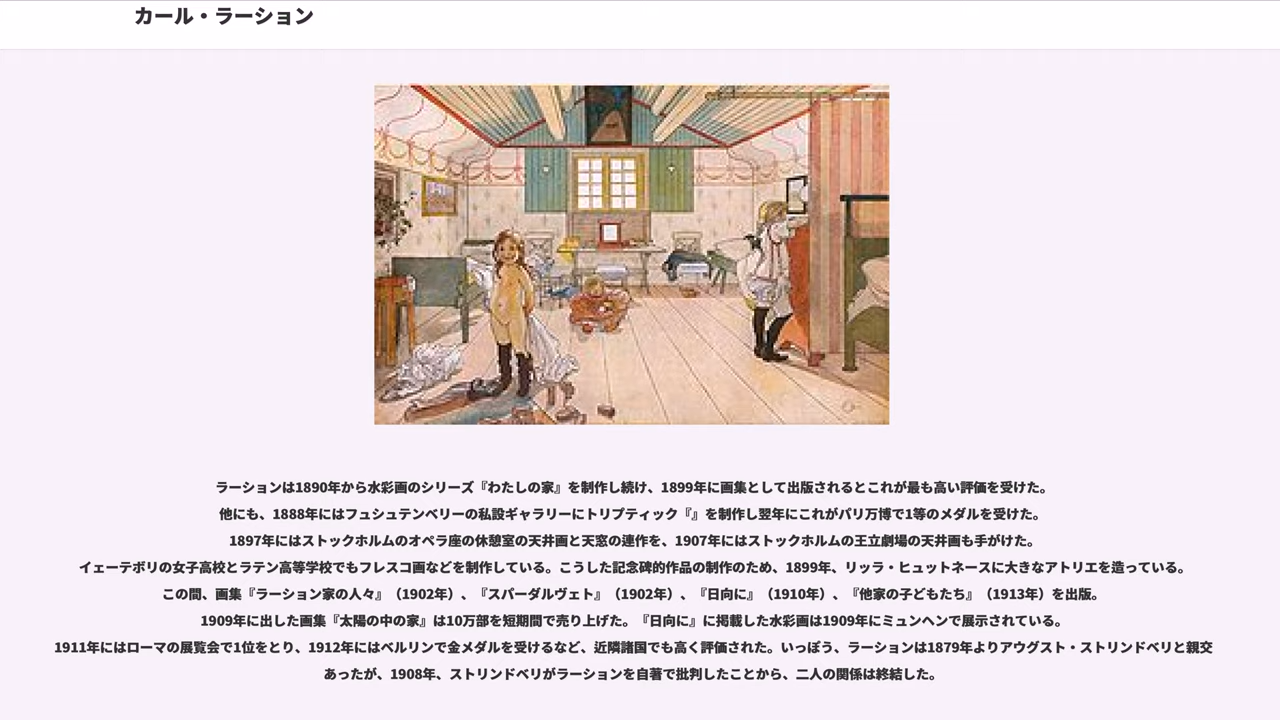 カール・ラーション
ラーションは1890年から水彩画のシリーズ『わたしの家』を制作し続け、1899年に画集として出版されるとこれが最も高い評価を受けた。
他にも、1888年にはフュシュテンベリーの私設ギャラリーにトリプティック『』を制作し翌年にこれがパリ万博で1等のメダルを受けた。
1897年にはストックホルムのオペラ座の休憩室の天井画と天窓の連作を、1907年にはストックホルムの王立劇場の天井画も手がけた。
イェーテボリの女子高校とラテン高等学校でもフレスコ画などを制作している。こうした記念碑的作品の制作のため、1899年、リッラ・ヒュットネースに大きなアトリエを造っている。
この間、画集『ラーション家の人々』（1902年）、『スパーダルヴェト』（1902年）、『日向に』（1910年）、『他家の子どもたち』（1913年）を出版。
1909年に出した画集『太陽の中の家』は10万部を短期間で売り上げた。『日向に』に掲載した水彩画は1909年にミュンヘンで展示されている。
1911年にはローマの展覧会で1位をとり、1912年にはベルリンで金メダルを受けるなど、近隣諸国でも高く評価された。いっぽう、ラーションは1879年よりアウグスト・ストリンドベリと親交
あったが、1908年、ストリンドベリがラーションを自著で批判したことから、二人の関係は終結した。